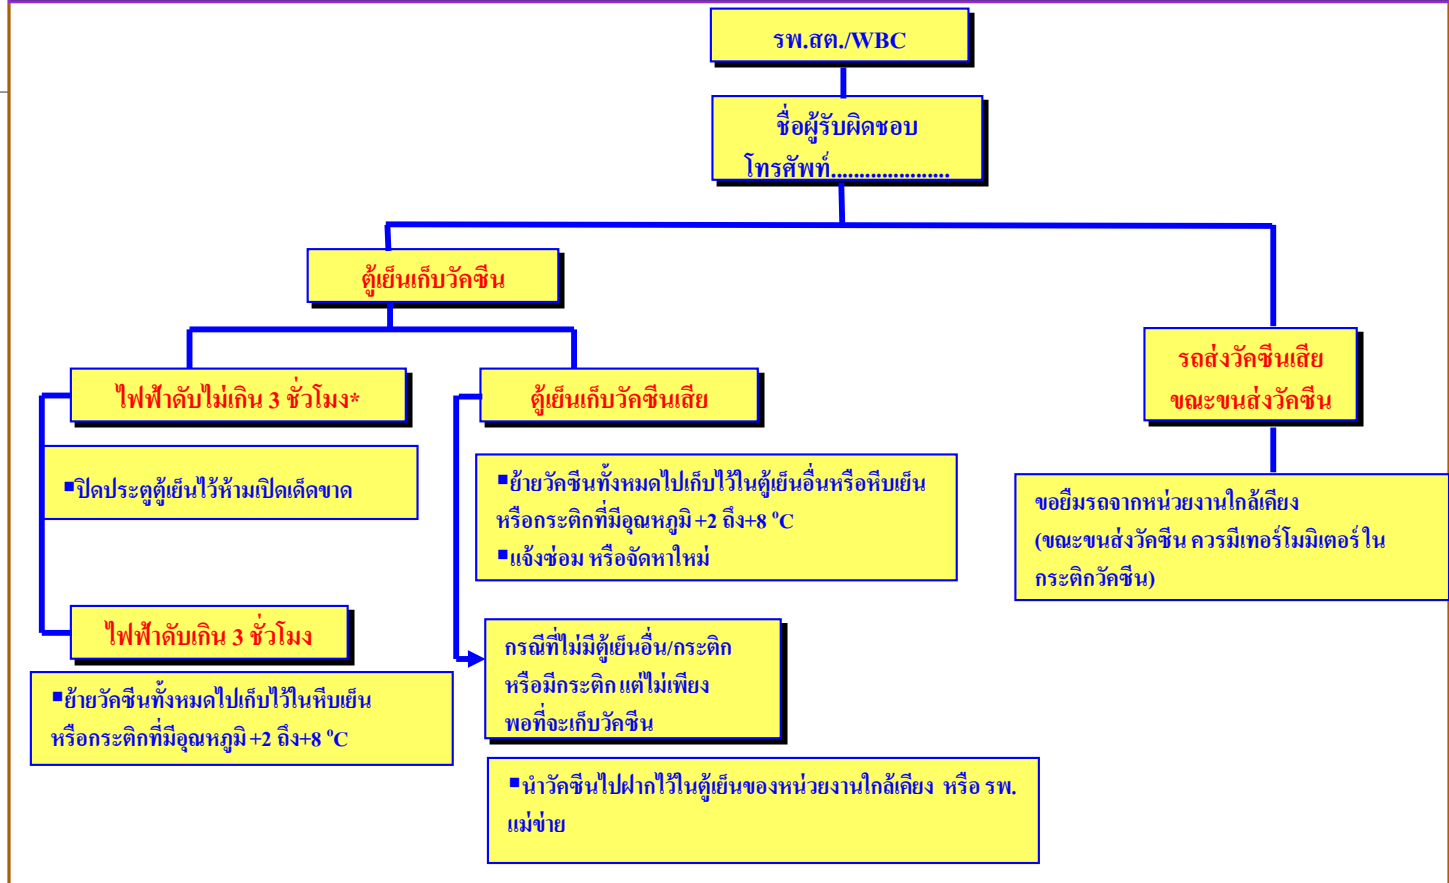 รพ.สต./WBC
ชื่อผู้รับผิดชอบ
โทรศัพท์.....................
ตู้เย็นเก็บวัคซีน
ไฟฟ้าดับไม่เกิน 3 ชั่วโมง*
▪ปิดประตูตู้เย็นไว้ห้ามเปิดเด็ดขาด
ไฟฟ้าดับเกิน 3 ชั่วโมง
▪ย้ายวัคซีนทั้งหมดไปเก็บไว้ในหีบเย็น
หรือกระติกที่มีอุณหภูมิ +2 ถึง+8 °C
ตู้เย็นเก็บวัคซีนเสีย
▪ย้ายวัคซีนทั้งหมดไปเก็บไว้ในตู้เย็นอื่นหรือหีบเย็น
หรือกระติกที่มีอุณหภูมิ +2 ถึง+8 °C
▪แจ้งซ่อม หรือจัดหาใหม่
กรณีที่ไม่มีตู้เย็นอื่น/กระติก
หรือมีกระติก แต่ไม่เพียง
พอที่จะเก็บวัคซีน
▪นำวัคซีนไปฝากไว้ในตู้เย็นของหน่วยงานใกล้เคียง หรือ รพ.
แม่ข่าย
รถส่งวัคซีนเสีย
ขณะขนส่งวัคซีน
ขอยืมรถจากหน่วยงานใกล้เคียง
(ขณะขนส่งวัคซีน ควรมีเทอร์โมมิเตอร์ ใน
กระติกวัคซีน)